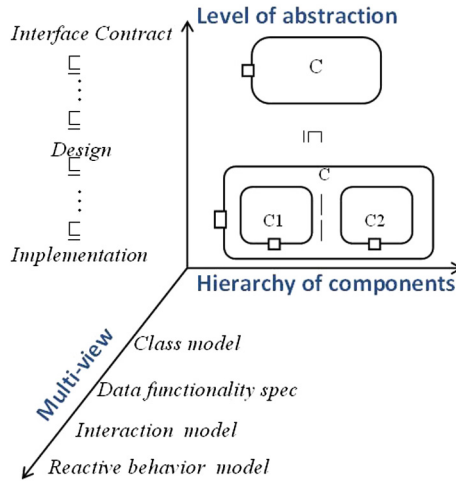 Level of abstraction
Interface Contract
⊑
⋮
⊑
Design
⊑
⋮
⊑
Implementation
C
C
C1
C2
Hierarchy of components
Multi-view
Class model
Data functionality spec
Interaction model
Reactive behavior model